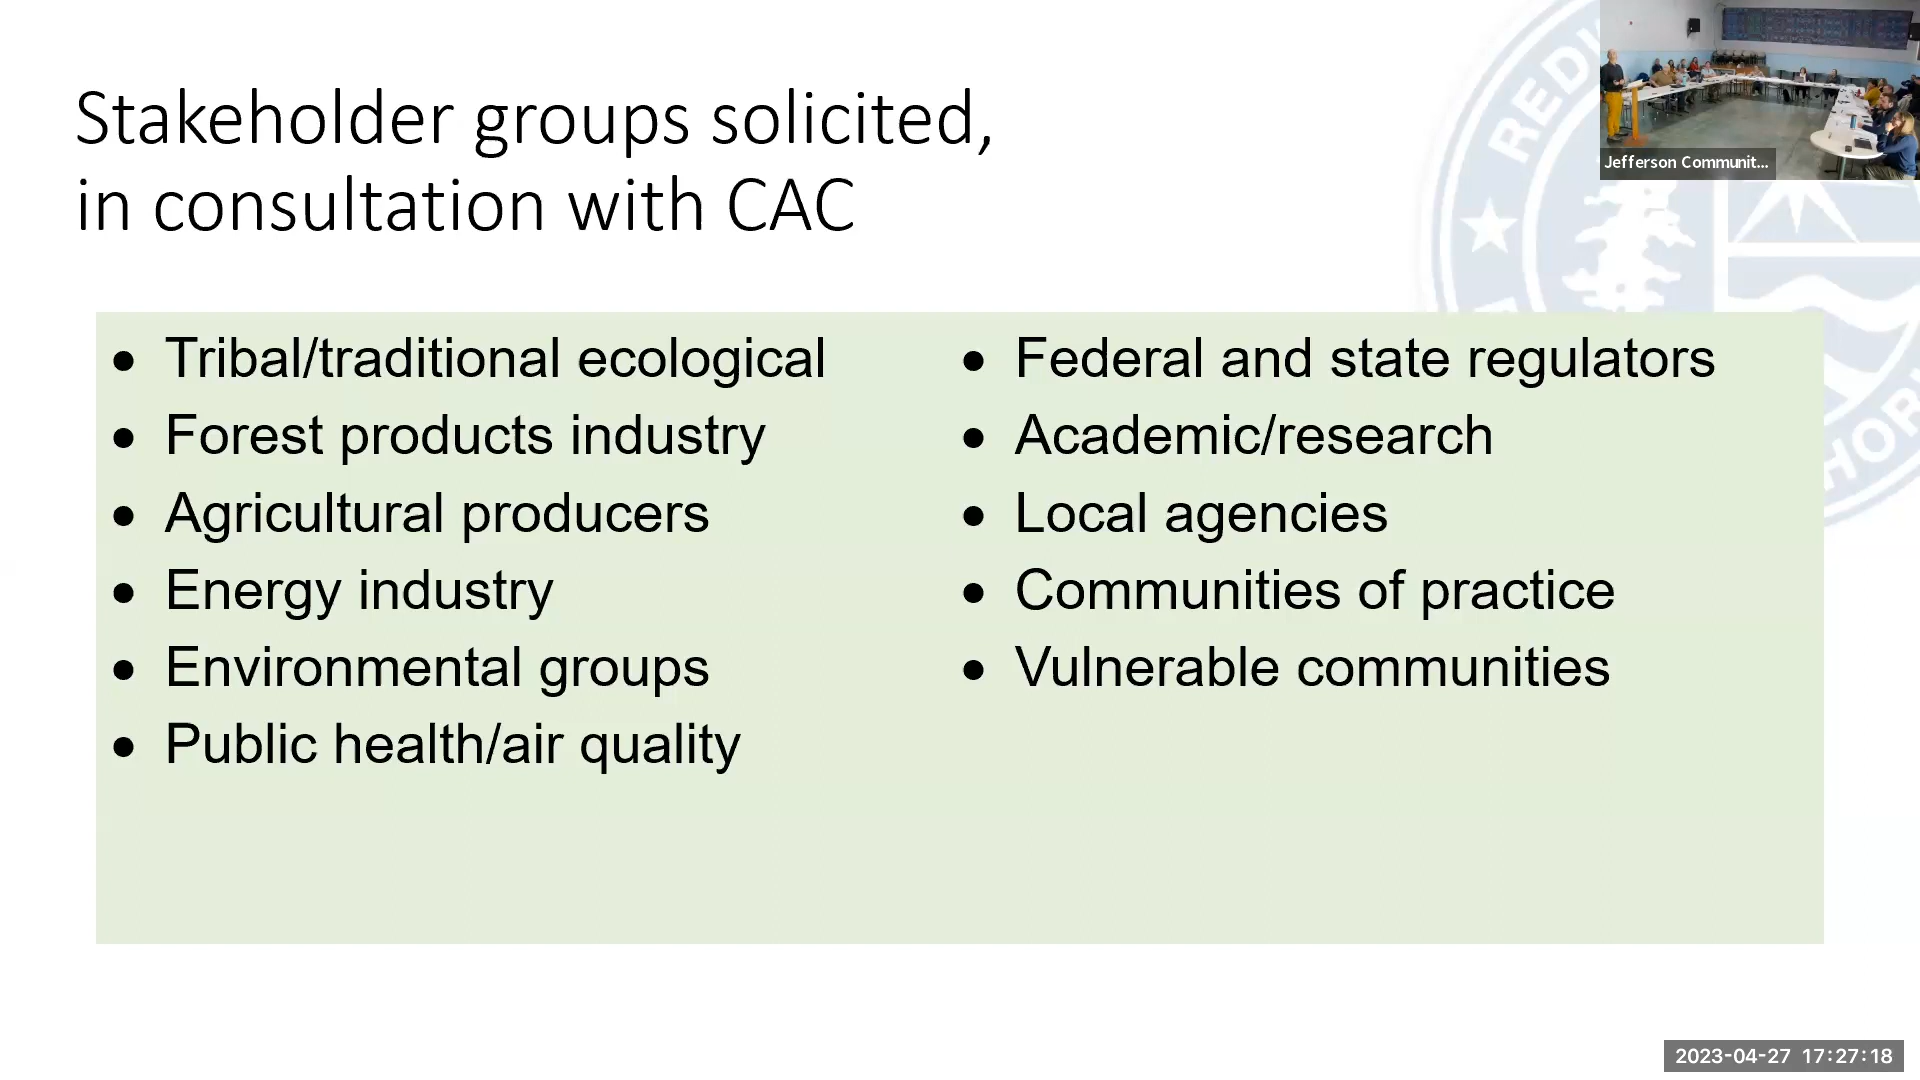 Stakeholder groups solicited,
in consultation with CAC
• Tribal/traditional ecological
• Forest products industry
• Agricultural producers
• Energy industry
• Environmental groups
• Public health/air quality
• Federal and state regulators
• Academic/research
• Local agencies
• Communities of practice
• Vulnerable communities
Jefferson Communit...
2023-04-27 17:27:18